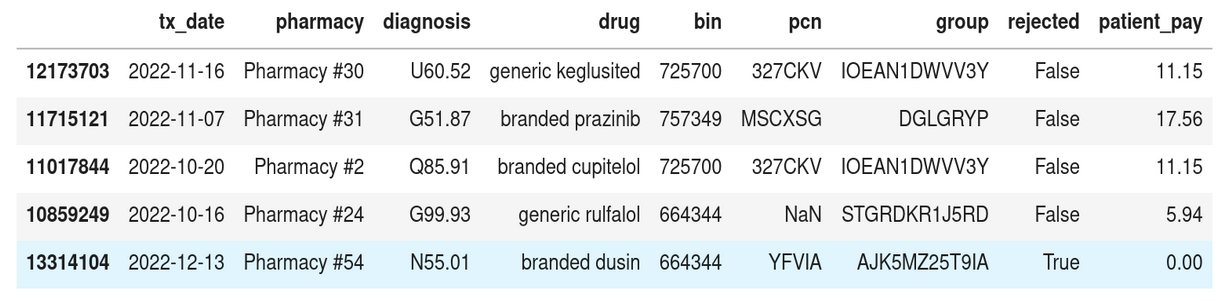 tx_date pharmacy diagnosis drug bin pcn group rejected patient_pay
12173703 2022-11-16 Pharmacy #30 U60.52 generic keglusited 725700 327CKV IOEAN1DWVV3Y False 11.15
11715121 2022-11-07 Pharmacy #31 G51.87 branded prazinib 757349 MSCXSG DGLGRYP False 17.56
11017844 2022-10-20 Pharmacy #2 Q85.91 branded cupitelol 725700 327CKV IOEAN1DWVV3Y False 11.15
10859249 2022-10-16 Pharmacy #24 G99.93 generic rulfalol 664344 NaN STGRDKR1J5RD False 5.94
13314104 2022-12-13 Pharmacy #54 N55.01 branded dusin 664344 YFVIA AJK5MZ25T9IA True 0.00